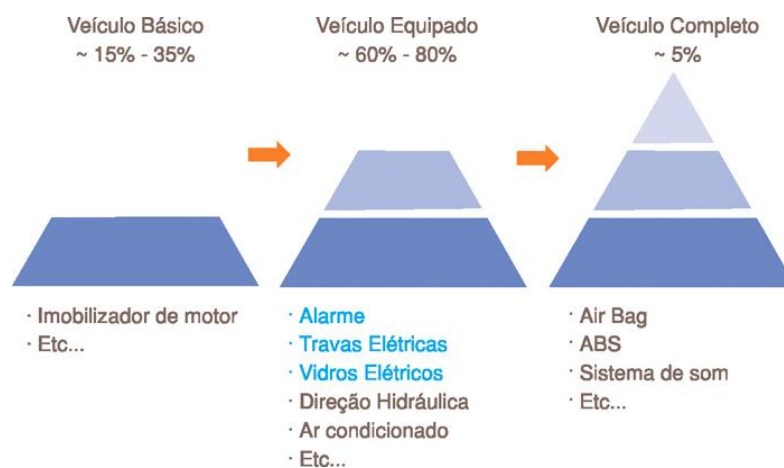 Veículo Básico
~ 15% - 35%
Veículo Equipado
~ 60% - 80%
Veículo Completo
~ 5%
· Imobilizador de motor
· Etc...
· Alarme
· Travas Elétricas
· Vidros Elétricos
· Direção Hidráulica
· Ar condicionado
· Etc...
· Air Bag
· ABS
· Sistema de som
· Etc...